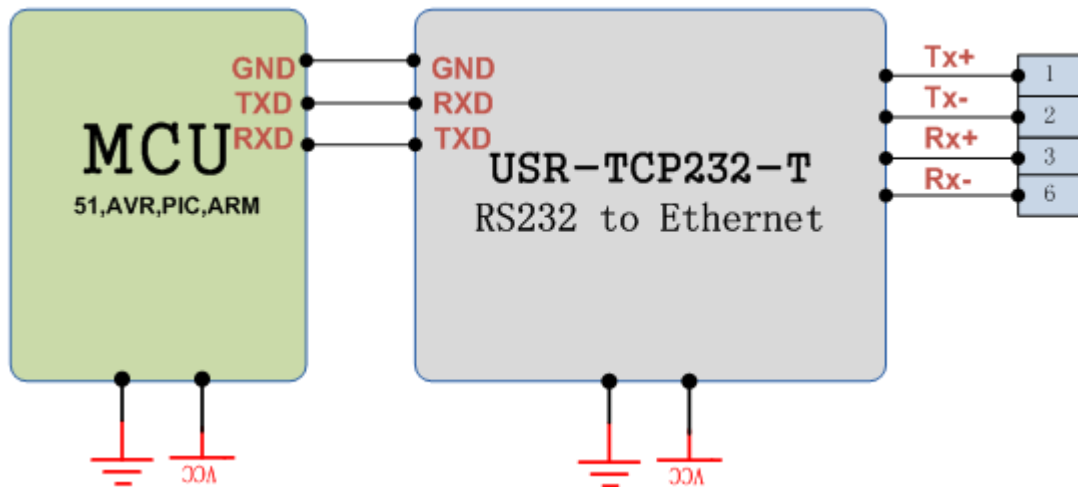 GND
TXD
RXD
MCU
51,AVR,PIC,ARM
GND
RXD
TXD
USR-TCP232-T
RS232 to Ethernet
Tx+
Tx-
Rx+
Rx-
1
2
3
6
VCC
VCC